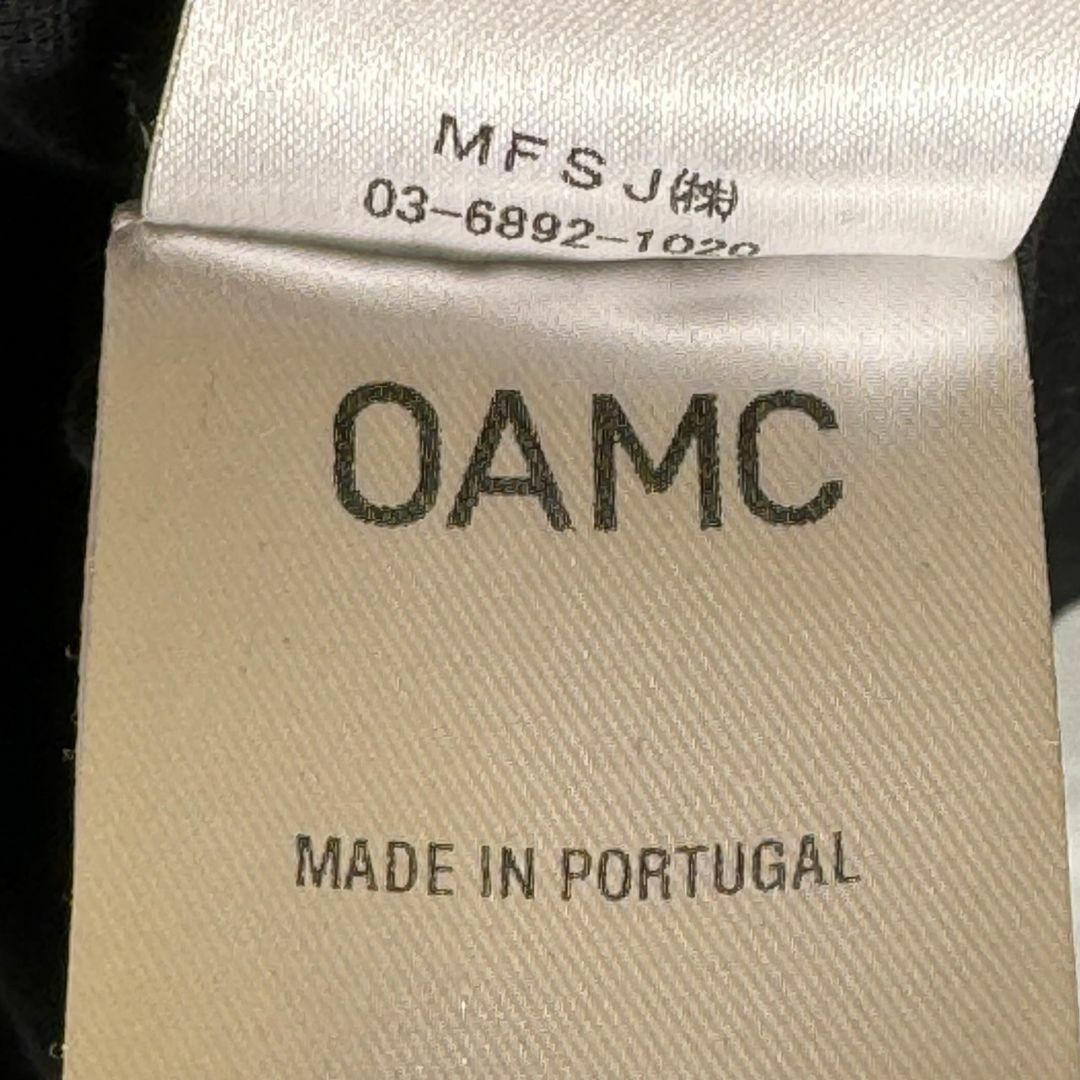 MFSJ㈱
03-6892-1020
OAMC
MADE IN PORTUGAL